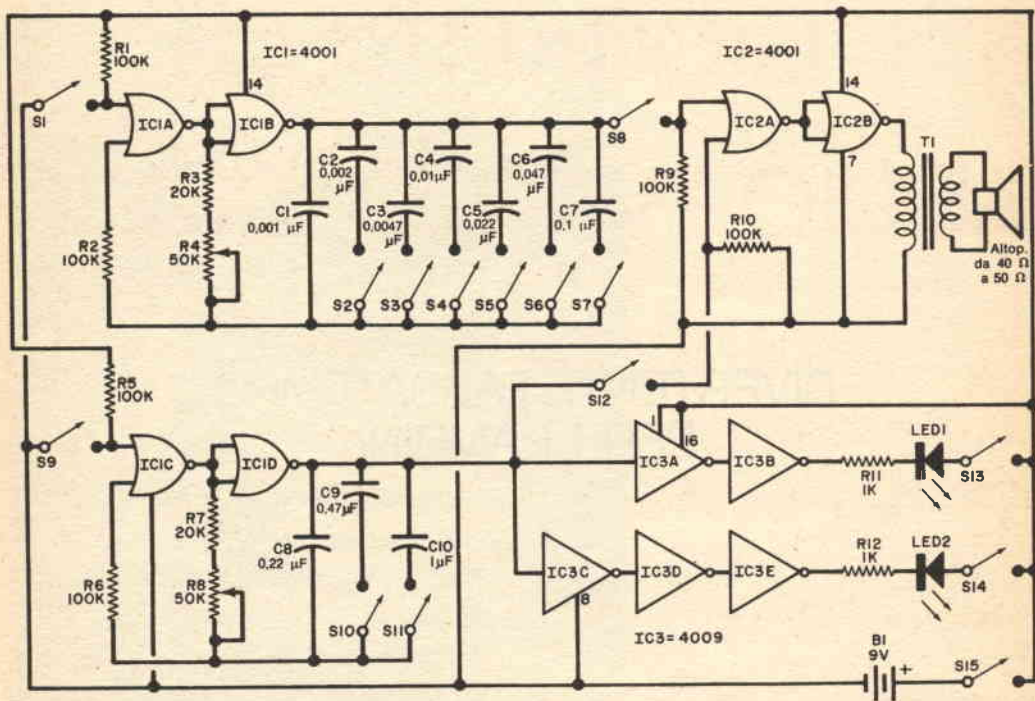 R1
100K
IC1=4001
IC2=4001
14
14
S1
IC1A
IC1B
S8
IC2A
IC2B
T1
R3
20K
C2
0,002
µF
C4
0,01µF
C6
0,047
µF
R9
100K
7
C1
0,001 µF
C3
0,0047
µF
C5
0,022
µF
C7
0,1 µF
R10
100K
R2
100K
R4
50K
Altop.
da 40 Ω
a 50 Ω
S2
S3
S4
S5
S6
S7
R5
100K
S12
1
16
S9
IC1C
IC1D
IC3A
IC3B
LED1
R11
1K
S13
C9
0,47µF
R7
20K
C8
0,22 µF
C10
1µF
R12
1K
LED2
IC3C
IC3D
IC3E
S14
R6
100K
R8
50K
8
S10
S11
IC3=4009
B1
9V
+
S15